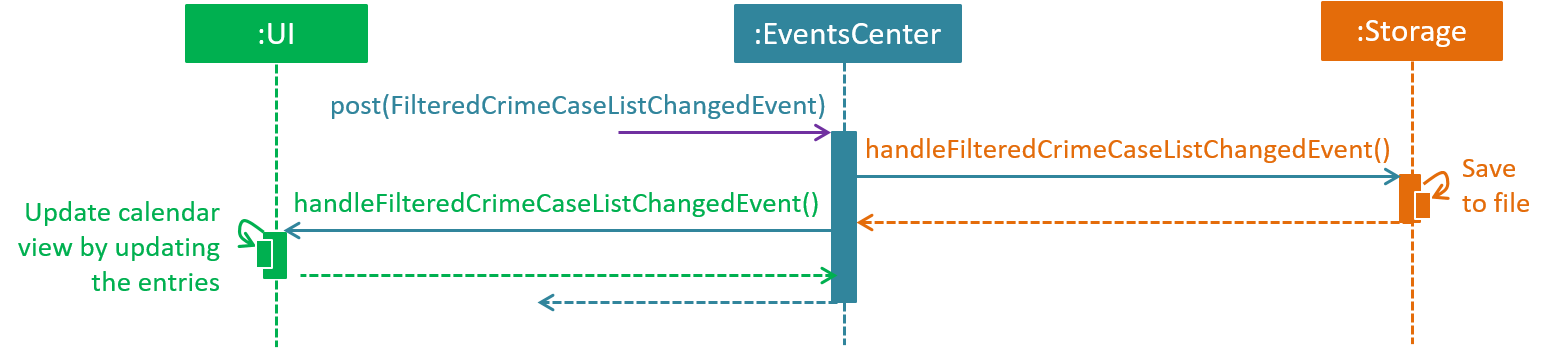 :UI
:EventsCenter
:Storage
post(FilteredCrimeCaseListChangedEvent)
handleFilteredCrimeCaseListChangedEvent()
Save
to file
handleFilteredCrimeCaseListChangedEvent()
Update calendar
view by updating
the entries